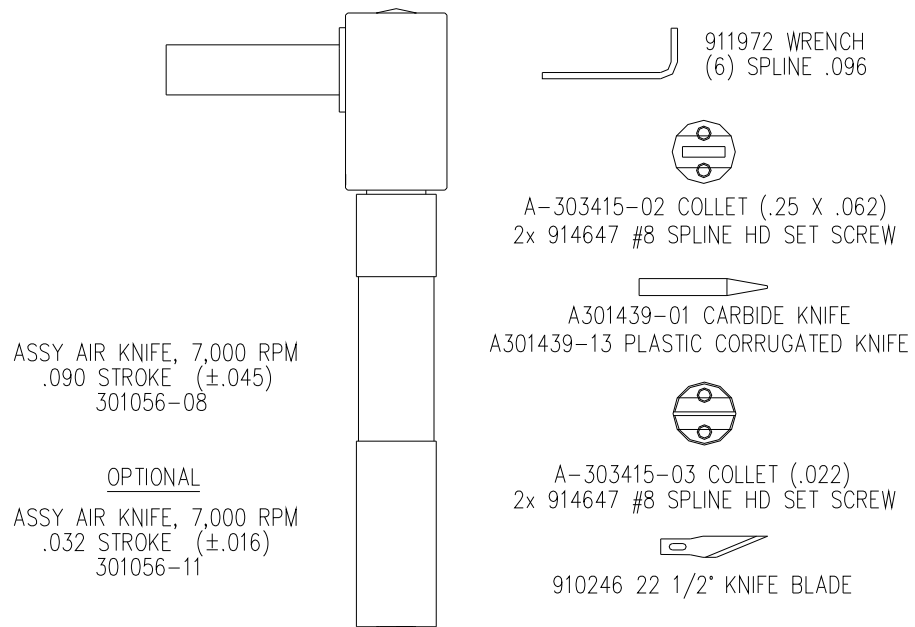 911972 WRENCH
(6) SPLINE .096
A-303415-02 COLLET (.25 X .062)
2x 914647 #8 SPLINE HD SET SCREW
A301439-01 CARBIDE KNIFE
A301439-13 PLASTIC CORRUGATED KNIFE
ASSY AIR KNIFE, 7,000 RPM
.090 STROKE (±.045)
301056-08
OPTIONAL
ASSY AIR KNIFE, 7,000 RPM
.032 STROKE (±.016)
301056-11
A-303415-03 COLLET (.022)
2x 914647 #8 SPLINE HD SET SCREW
910246 22 1/2° KNIFE BLADE